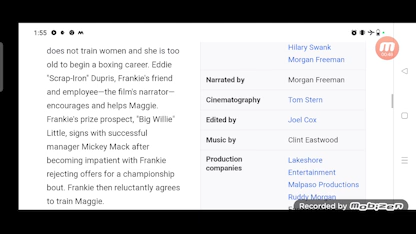 1:55
does not train women and she is too
old to begin a boxing career. Eddie
"Scrap-Iron" Dupris, Frankie's friend
and employee—the film's narrator—
encourages and helps Maggie.
Frankie's prize prospect, "Big Willie"
Little, signs with successful
manager Mickey Mack after
becoming impatient with Frankie
rejecting offers for a championship
bout. Frankie then reluctantly agrees
to train Maggie.
Hilary Swank
Morgan Freeman
Narrated by Morgan Freeman
Cinematography Tom Stern
Edited by Joel Cox
Music by Clint Eastwood
Production Lakeshore
companies Entertainment
Malpaso Productions
Ruddy Morgan
Recorded by Mobizen